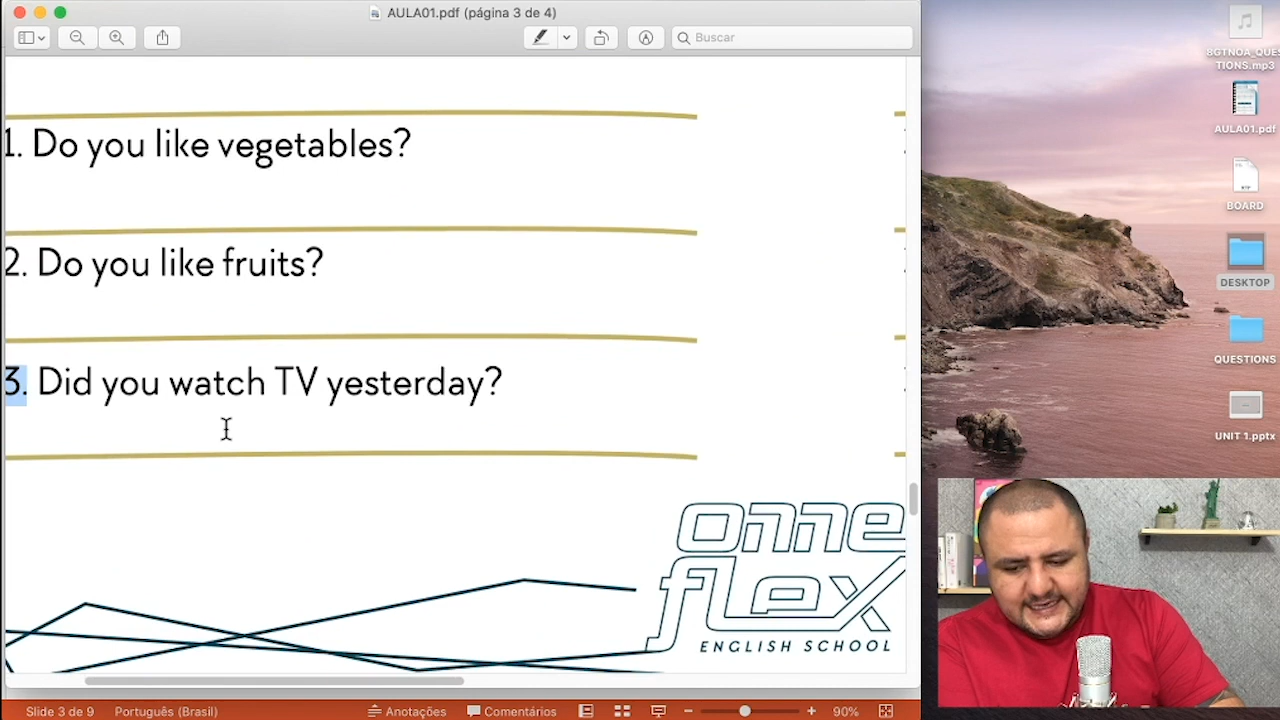 AULA01.pdf (página 3 de 4)
Buscar
1. Do you like vegetables?
2. Do you like fruits?
3. Did you watch TV yesterday?
onne
flex
ENGLISH SCHOOL
Slide 3 de 9
Português (Brasil)
Anotações
Comentários
90%
8GTNOA_QUES
TIONS.mp3
AULA01.pdf
BOARD
DESKTOP
QUESTIONS
UNIT 1.pptx